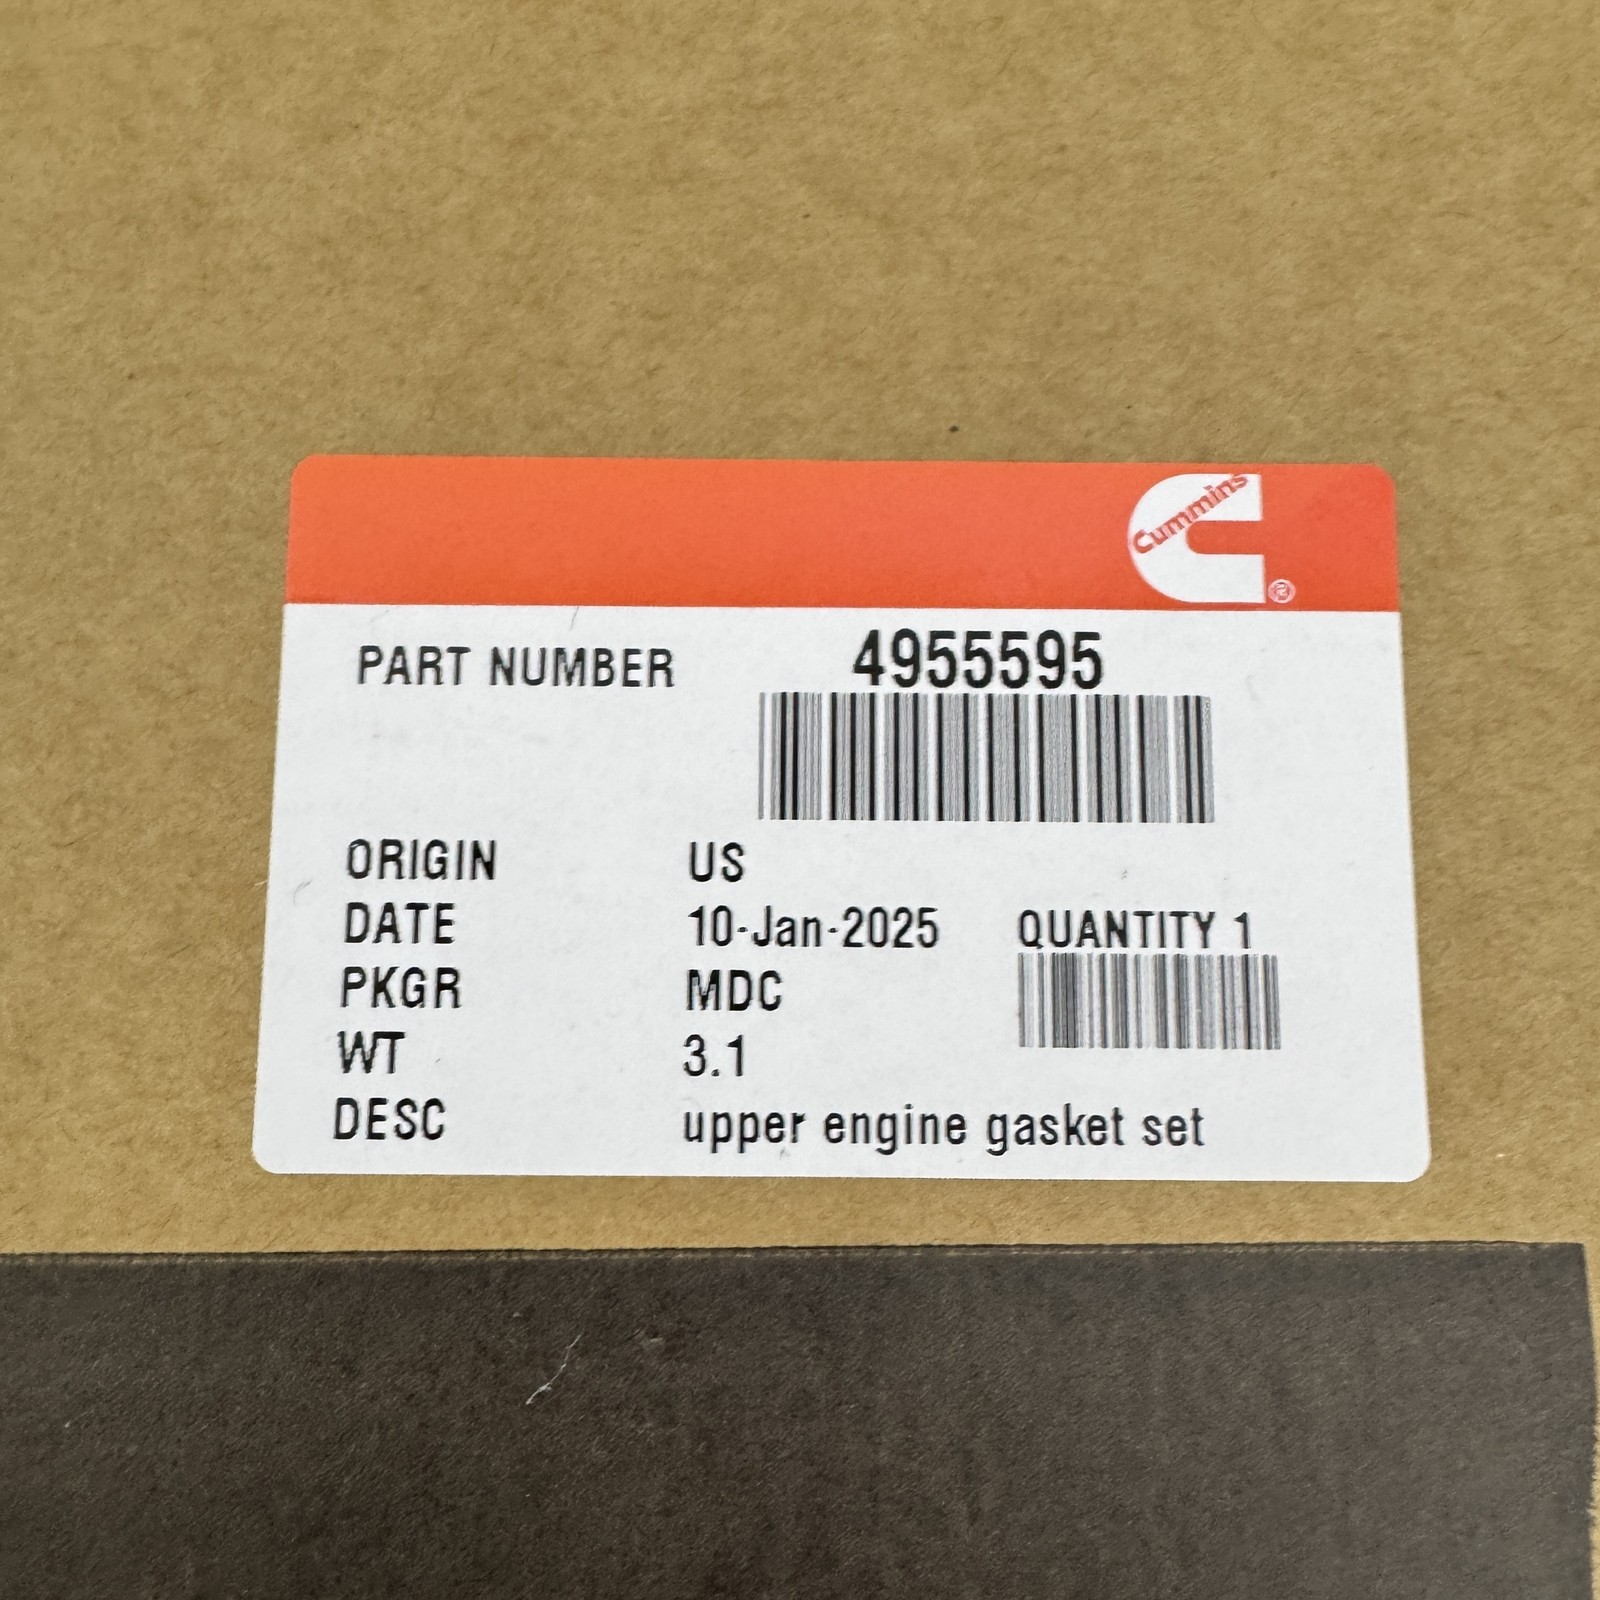 Cummins
®
PART NUMBER 4955595
ORIGIN US
DATE 10-Jan-2025 QUANTITY 1
PKGR MDC
WT 3.1
DESC upper engine gasket set